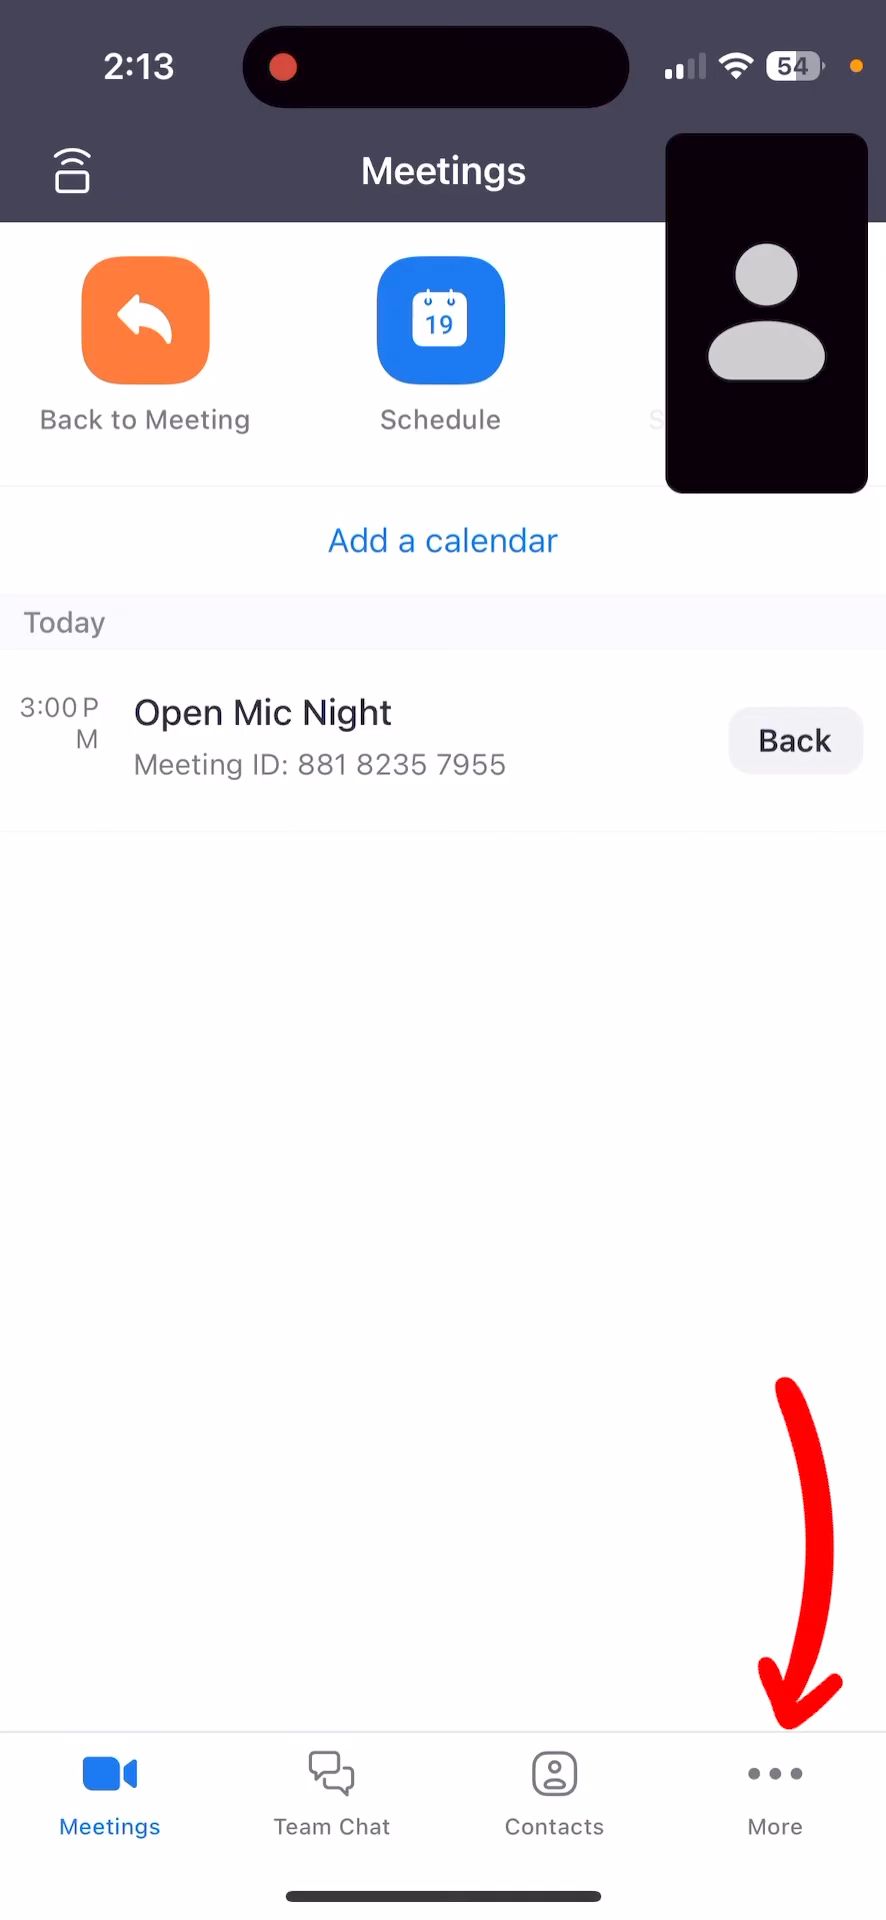 2:13
54
Meetings
19
Back to Meeting
Schedule
S
Add a calendar
Today
3:00 P
M
Open Mic Night
Meeting ID: 881 8235 7955
Back
Meetings
Team Chat
Contacts
More